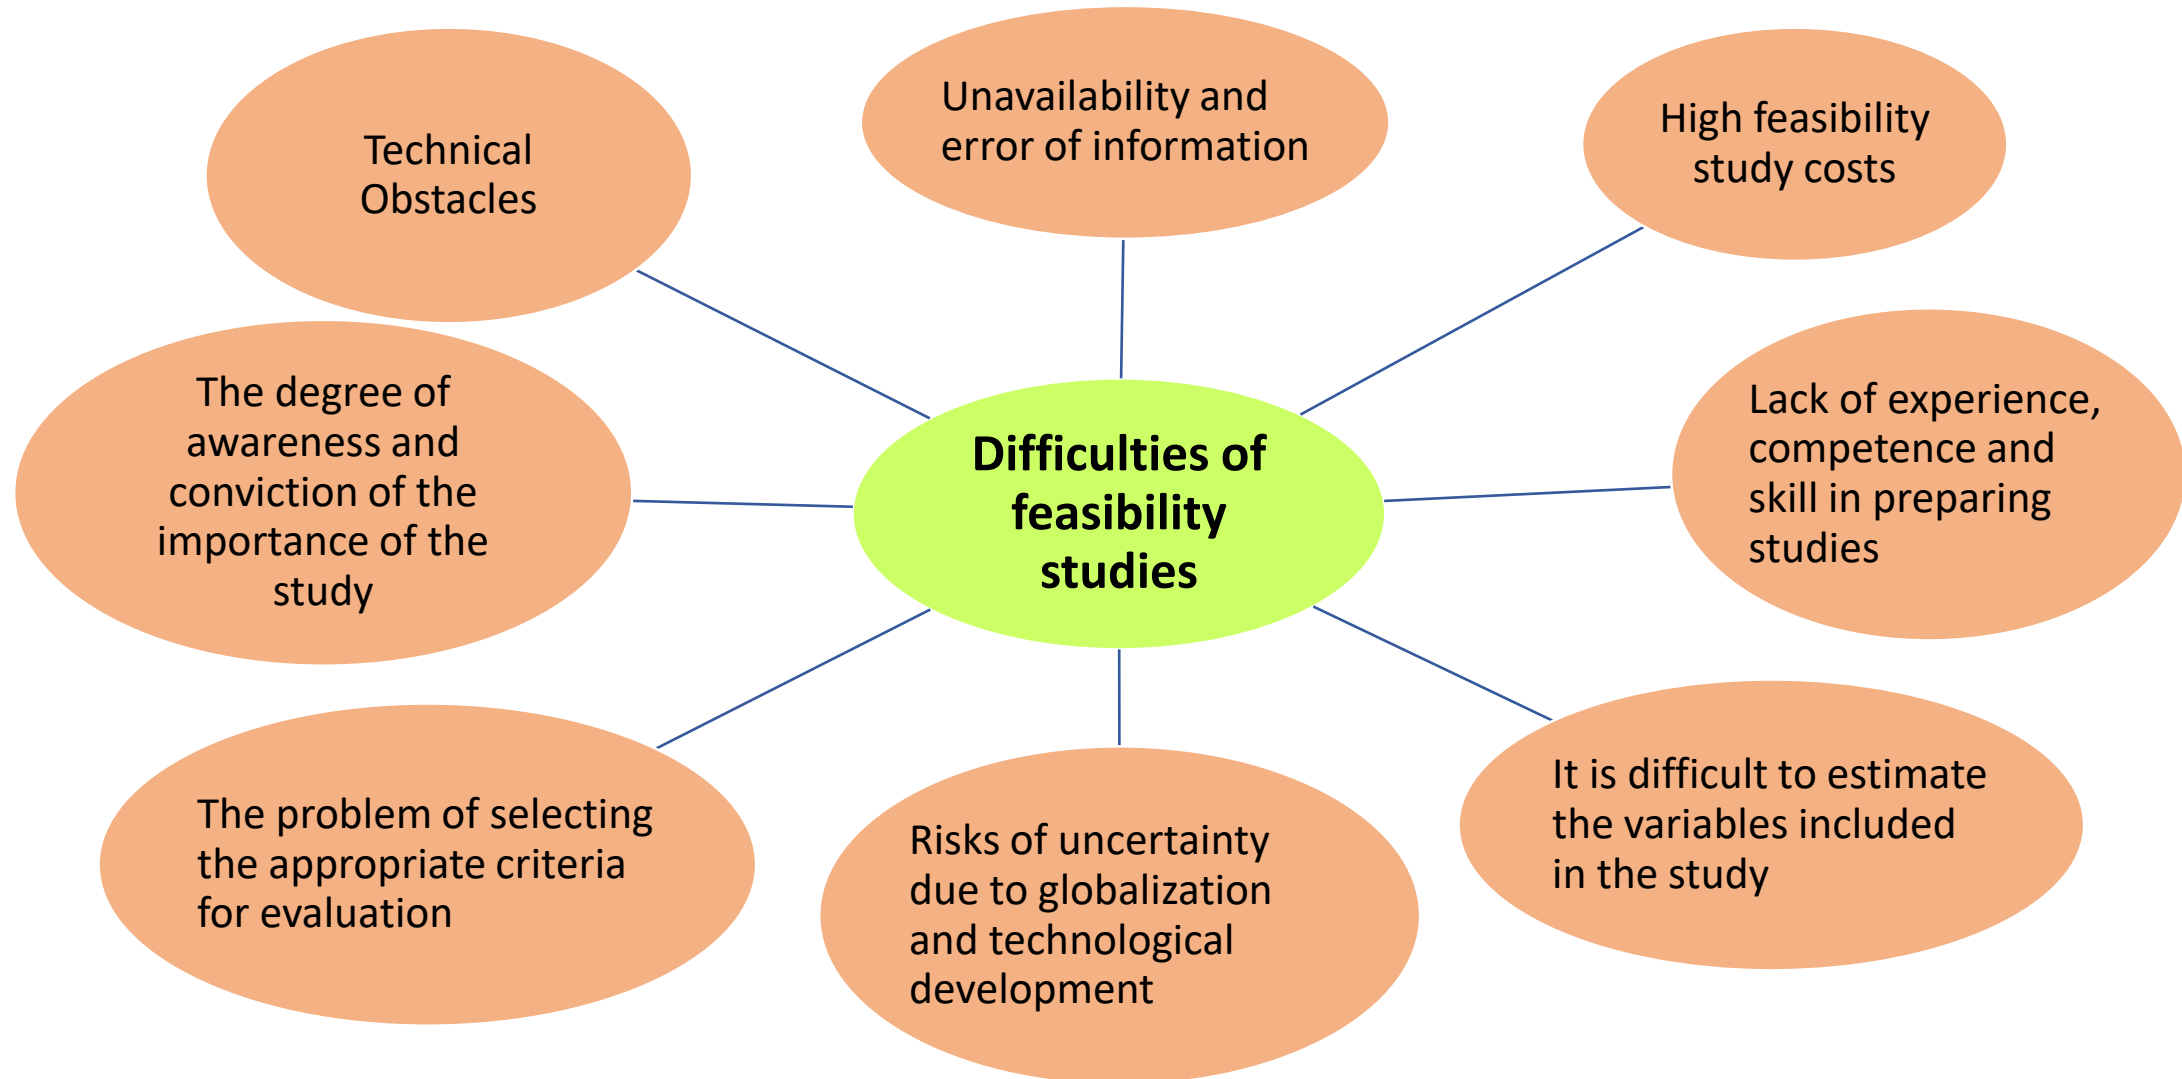 Technical
Obstacles
Unavailability and
error of information
High feasibility
study costs
The degree of
awareness and
conviction of the
importance of the
study
Difficulties of
feasibility
studies
Lack of experience,
competence and
skill in preparing
studies
The problem of selecting
the appropriate criteria
for evaluation
Risks of uncertainty
due to globalization
and technological
development
It is difficult to estimate
the variables included
in the study